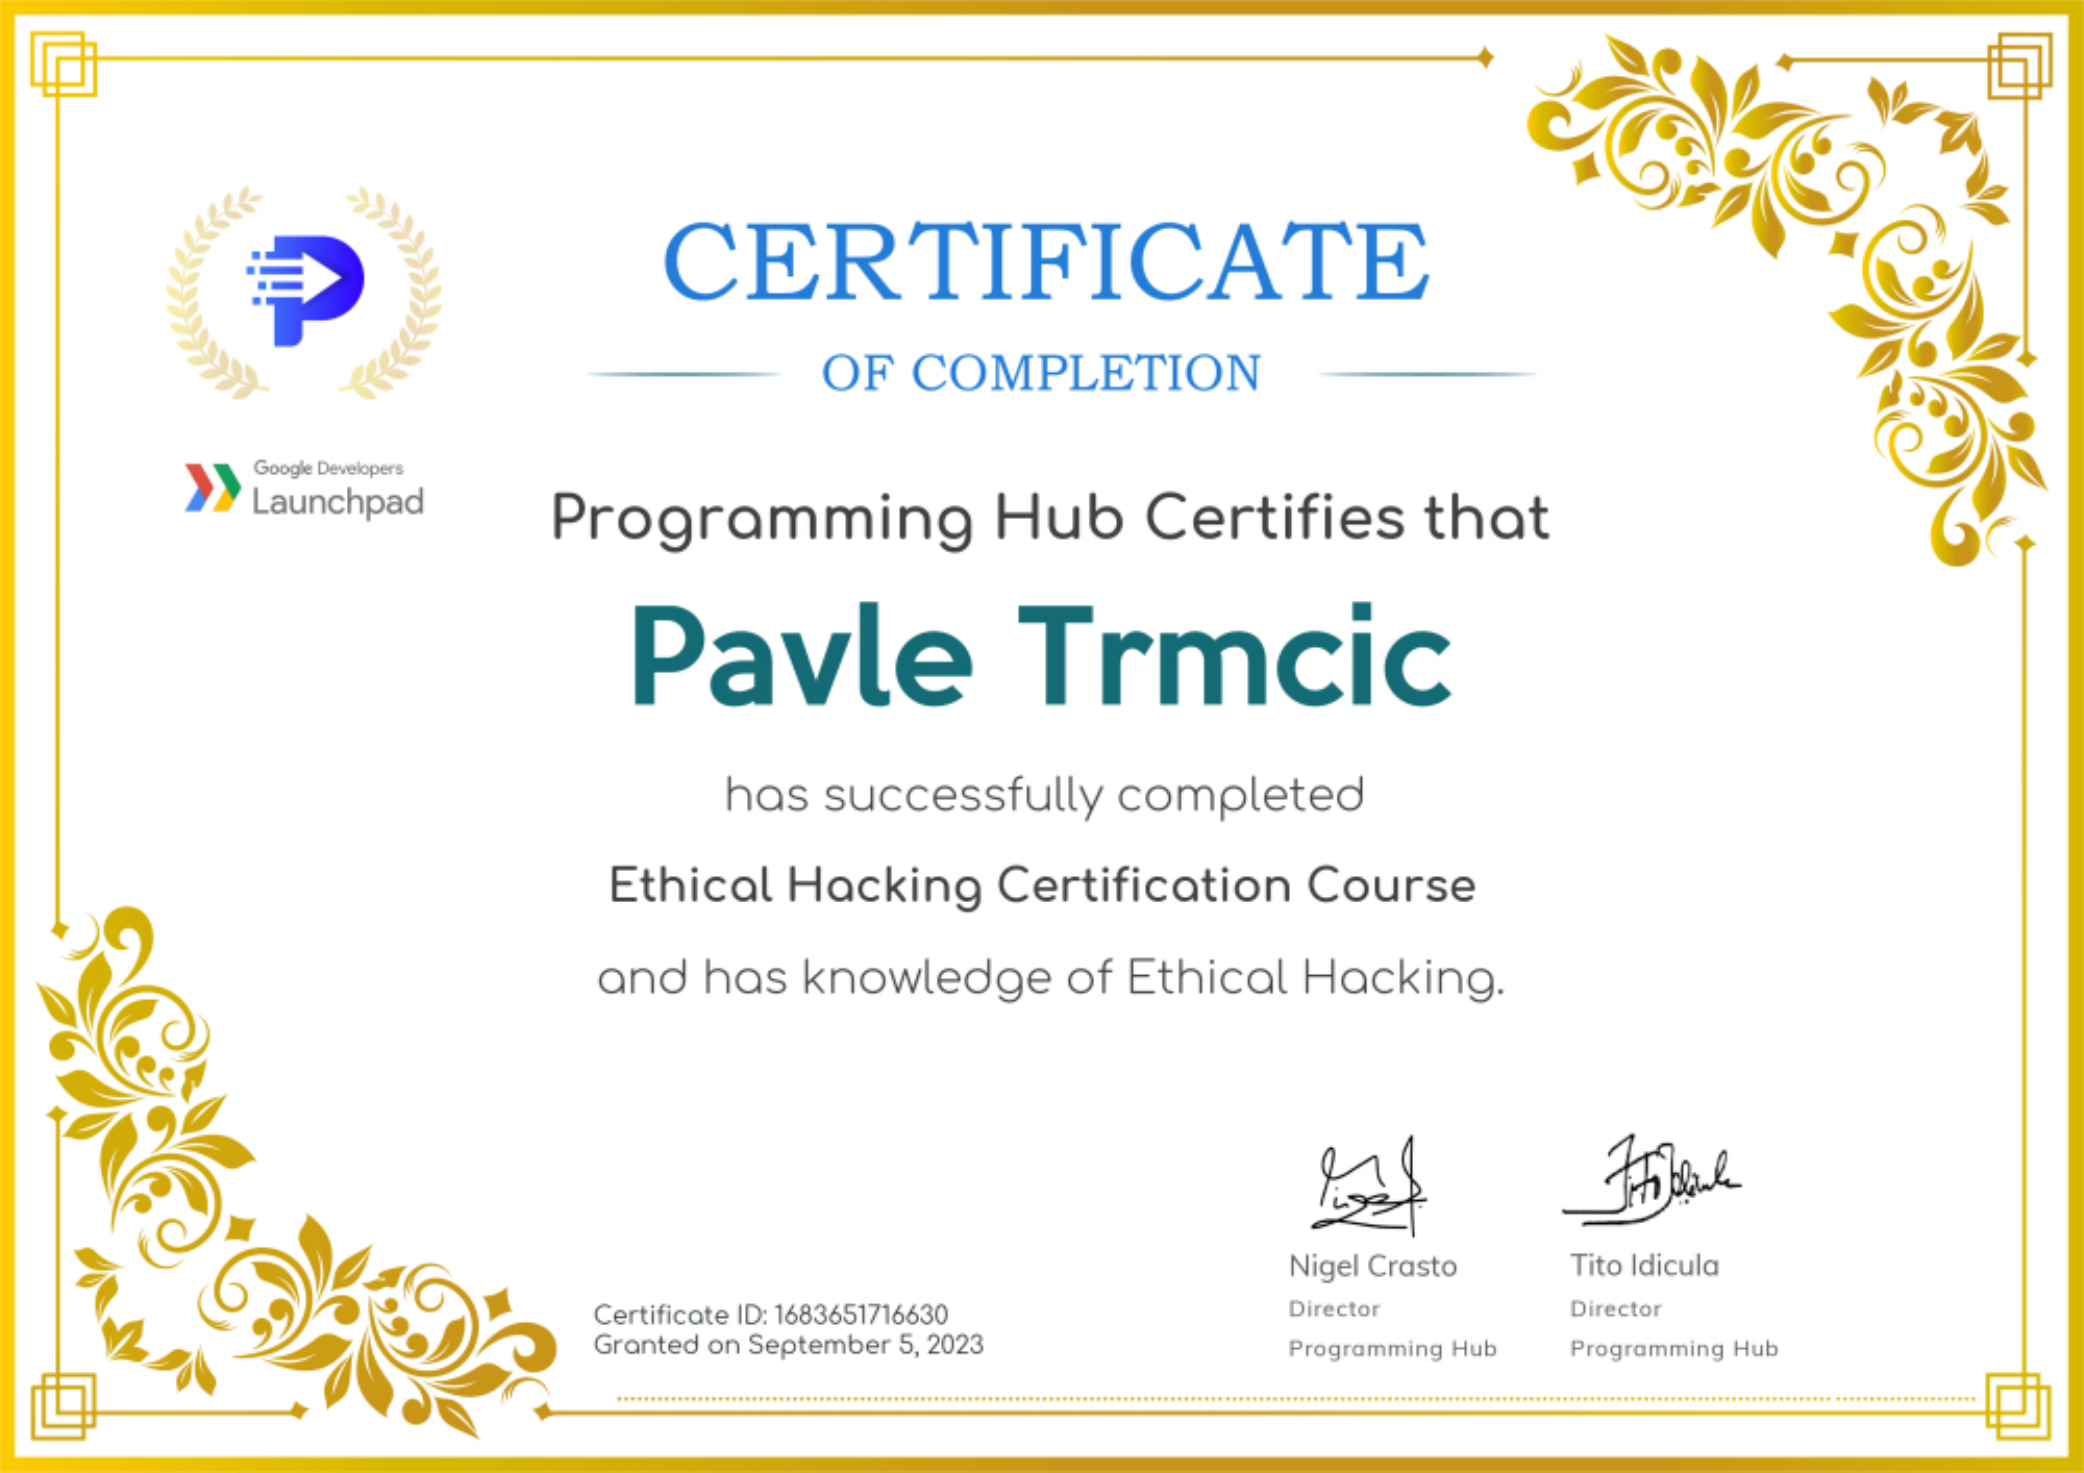 CERTIFICATE
OF COMPLETION
Google Developers
Launchpad
Programming Hub Certifies that
Pavle Trmcic
has successfully completed
Ethical Hacking Certification Course
and has knowledge of Ethical Hacking.
Nigel Crasto
Director
Programming Hub
Tito Idicula
Director
Programming Hub
Certificate ID: 1683651716630
Granted on September 5, 2023